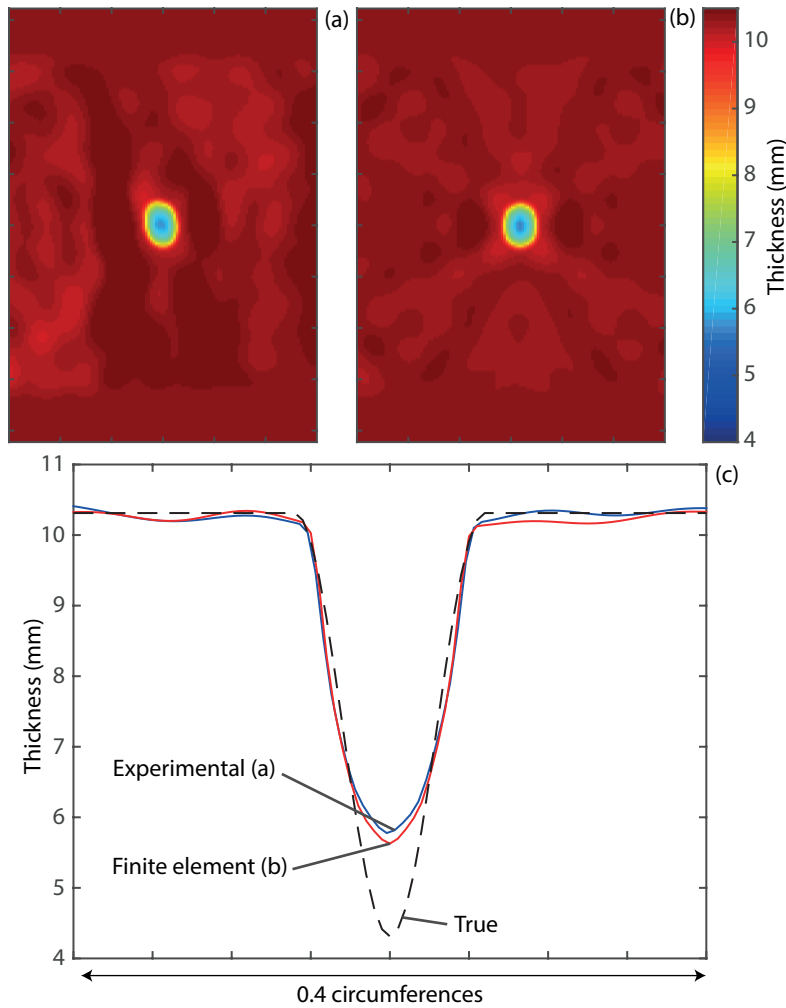 (a)
(b)
10
9
8
7
6
5
4
Thickness (mm)
11
(c)
10
9
8
7
6
5
4
Thickness (mm)
Experimental (a)
Finite element (b)
True
0.4 circumferences